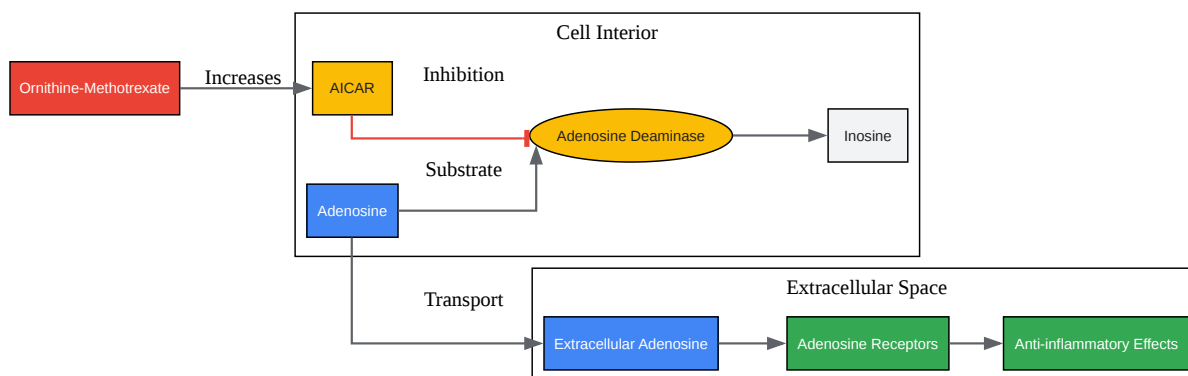 Cell Interior
Ornithine-Methotrexate
Increases
AICAR
Inhibition
Adenosine Deaminase
Inosine
Substrate
Adenosine
Transport
Extracellular Space
Extracellular Adenosine
Adenosine Receptors
Anti-inflammatory Effects